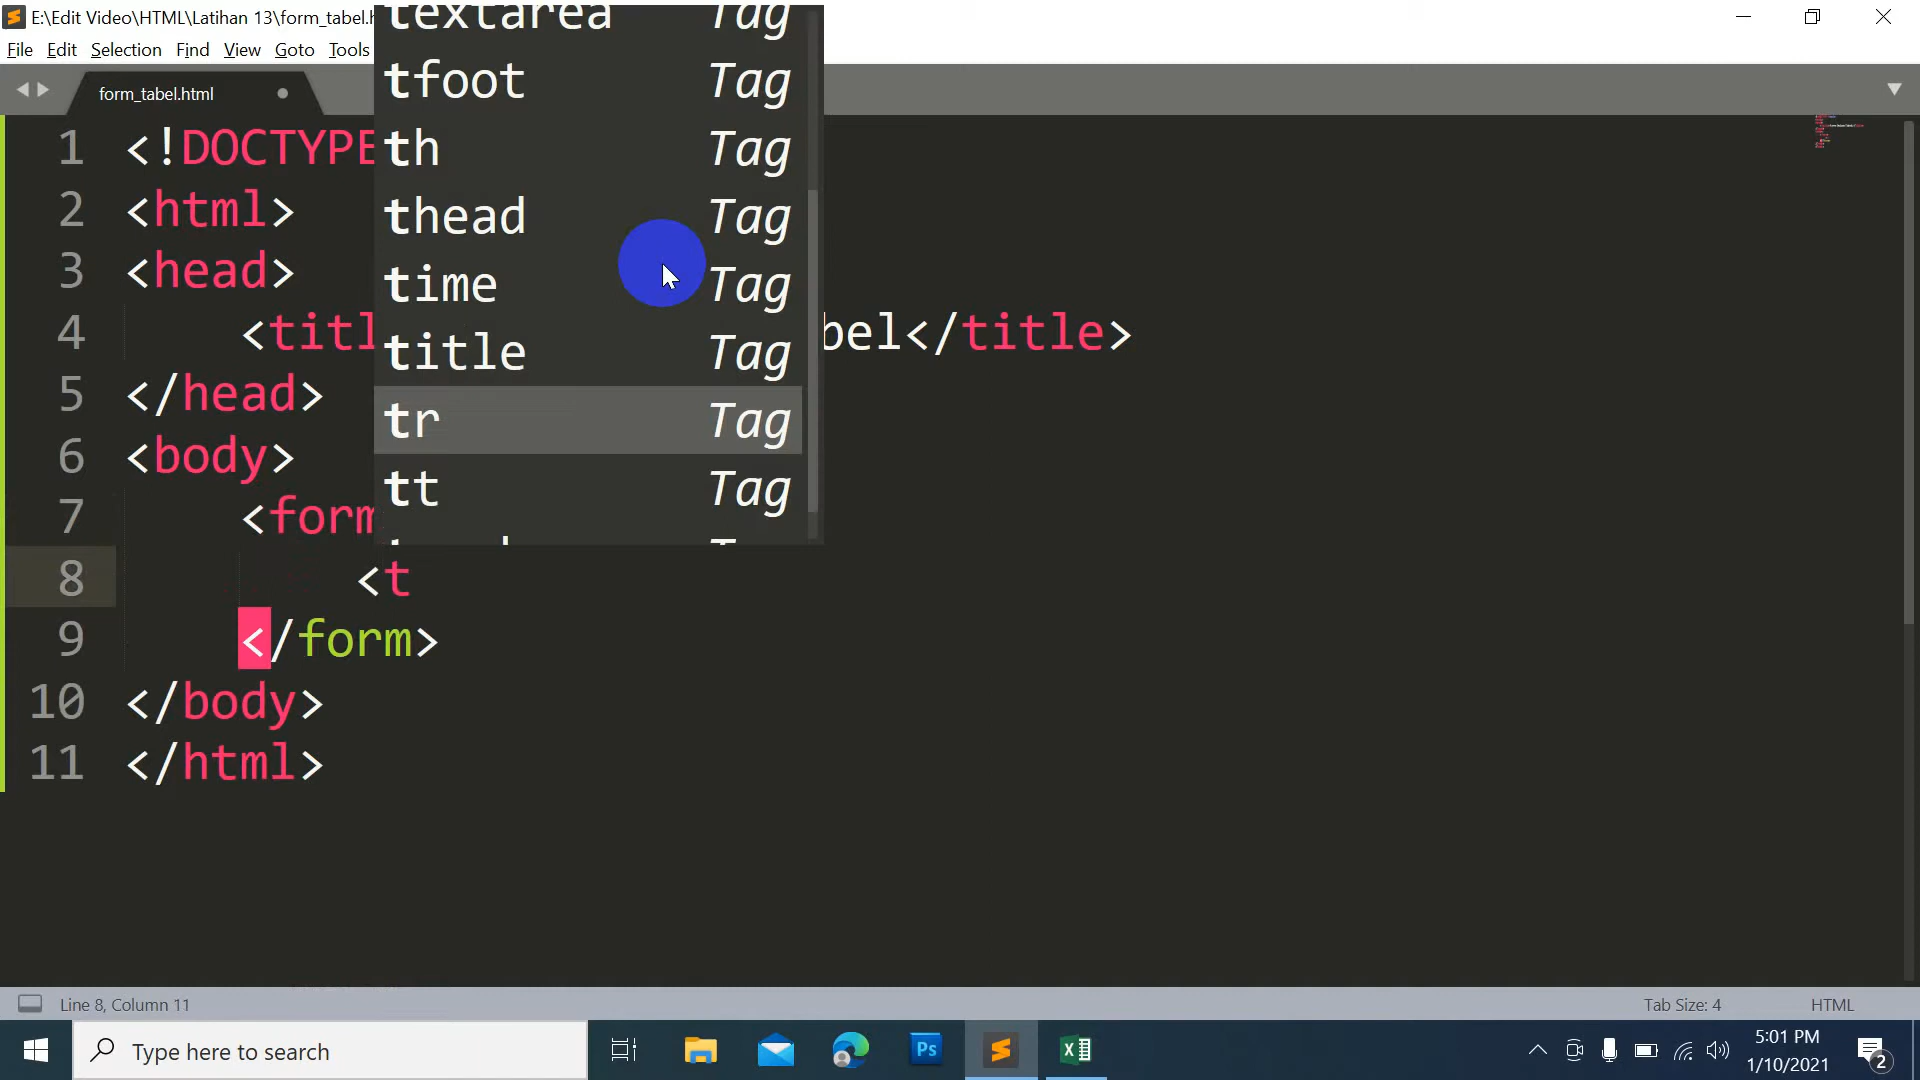 E:\Edit Video\HTML\Latihan 13\form_tabel.h
File Edit Selection Find View Goto Tools
form_tabel.html
textarea Tag
tfoot Tag
th Tag
thead Tag
time Tag
title Tag
tr Tag
tt Tag
1 <!DOCTYPE
2 <html>
3 <head>
4 <titl bel</title>
5 </head>
6 <body>
7 <form
8 <t
9 </form>
10 </body>
11 </html>
Line 8, Column 11 Tab Size: 4 HTML
Type here to search
Ps
5:01 PM
1/10/2021
2